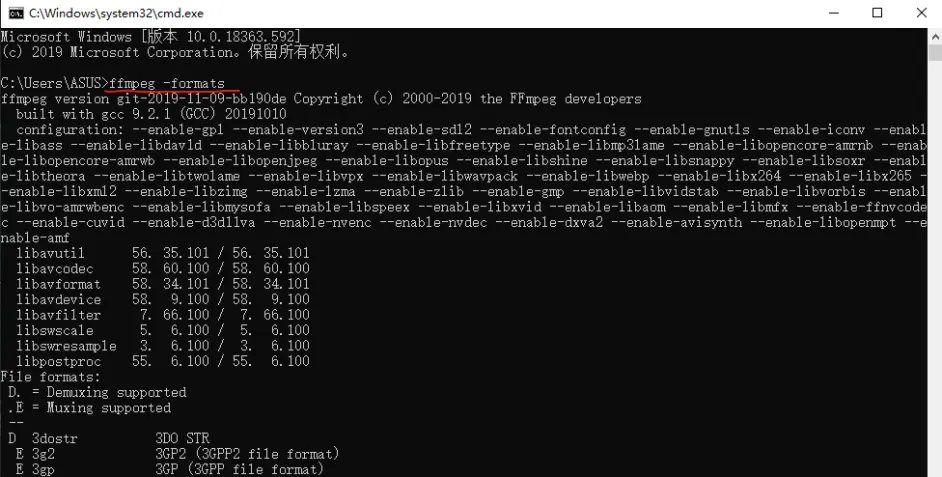 C:\Windows\system32\cmd.exe
Microsoft Windows [版本 10.0.18363.592]
(c) 2019 Microsoft Corporation。保留所有权利。
C:\Users\ASUS>ffmpeg -formats
ffmpeg version git-2019-11-09-bb190de Copyright (c) 2000-2019 the FFmpeg developers
  built with gcc 9.2.1 (GCC) 20191010
  configuration: --enable-gpl --enable-version3 --enable-sdl2 --enable-fontconfig --enable-gnutls --enable-iconv --enabl
e-libass --enable-libdav1d --enable-libbluray --enable-libfreetype --enable-libmp3lame --enable-libopencore-amrnb --enabl
e-libopencore-amrwb --enable-libopenjpeg --enable-libopus --enable-libshine --enable-libsnappy --enable-libsoxr --enabl
e-libtheora --enable-libtwolame --enable-libvpx --enable-libwavpack --enable-libwebp --enable-libx264 --enable-libx265 -
-enable-libxml2 --enable-libzimg --enable-lzma --enable-zlib --enable-gmp --enable-libvidstab --enable-libvorbis --enabl
e-libvo-amrwbenc --enable-libmysofa --enable-libspeex --enable-libxvid --enable-libaom --enable-libmfx --enable-ffnvcode
c --enable-cuvid --enable-d3d11va --enable-nvenc --enable-nvdec --enable-dxva2 --enable-avisynth --enable-libopenmpt --e
nable-amf
  libavutil      56. 35.101 / 56. 35.101
  libavcodec     58. 60.100 / 58. 60.100
  libavformat    58. 34.101 / 58. 34.101
  libavdevice    58.  9.100 / 58.  9.100
  libavfilter     7. 66.100 /  7. 66.100
  libswscale      5.  6.100 /  5.  6.100
  libswresample   3.  6.100 /  3.  6.100
  libpostproc    55.  6.100 / 55.  6.100
File formats:
 D. = Demuxing supported
 .E = Muxing supported
 --
 D  3dostr          3DO STR
  E 3g2             3GP2 (3GPP2 file format)
  E 3gp             3GP (3GPP file format)